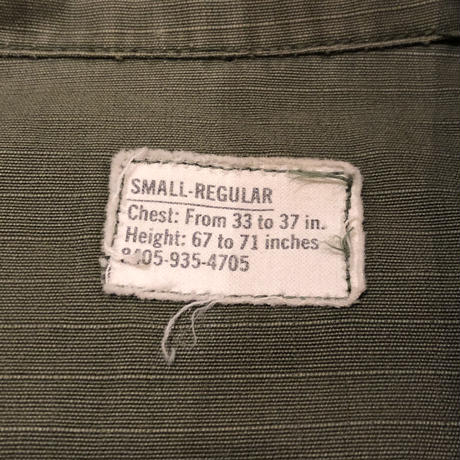 SMALL-REGULAR
Chest: From 33 to 37 in.
Height: 67 to 71 inches
8405-935-4705